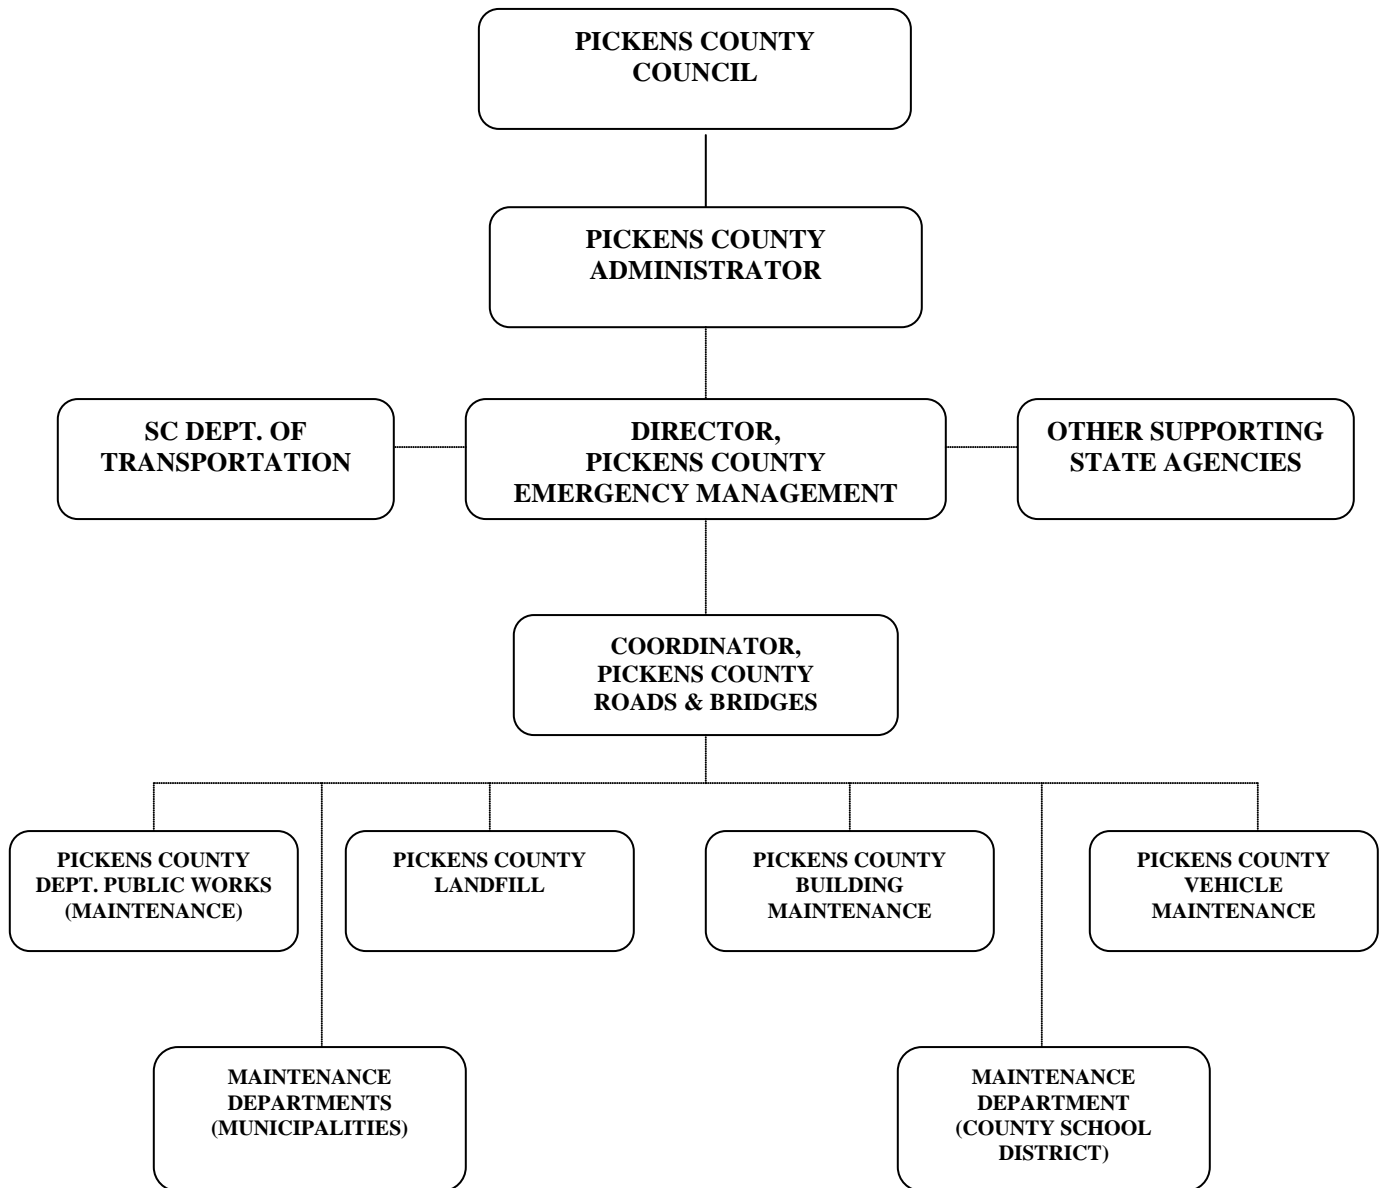 PICKENS COUNTY
COUNCIL
PICKENS COUNTY
ADMINISTRATOR
SC DEPT. OF
TRANSPORTATION
DIRECTOR,
PICKENS COUNTY
EMERGENCY MANAGEMENT
OTHER SUPPORTING
STATE AGENCIES
COORDINATOR,
PICKENS COUNTY
ROADS & BRIDGES
PICKENS COUNTY
DEPT. PUBLIC WORKS
(MAINTENANCE)
PICKENS COUNTY
LANDFILL
PICKENS COUNTY
BUILDING
MAINTENANCE
PICKENS COUNTY
VEHICLE
MAINTENANCE
MAINTENANCE
DEPARTMENTS
(MUNICIPALITIES)
MAINTENANCE
DEPARTMENT
(COUNTY SCHOOL
DISTRICT)